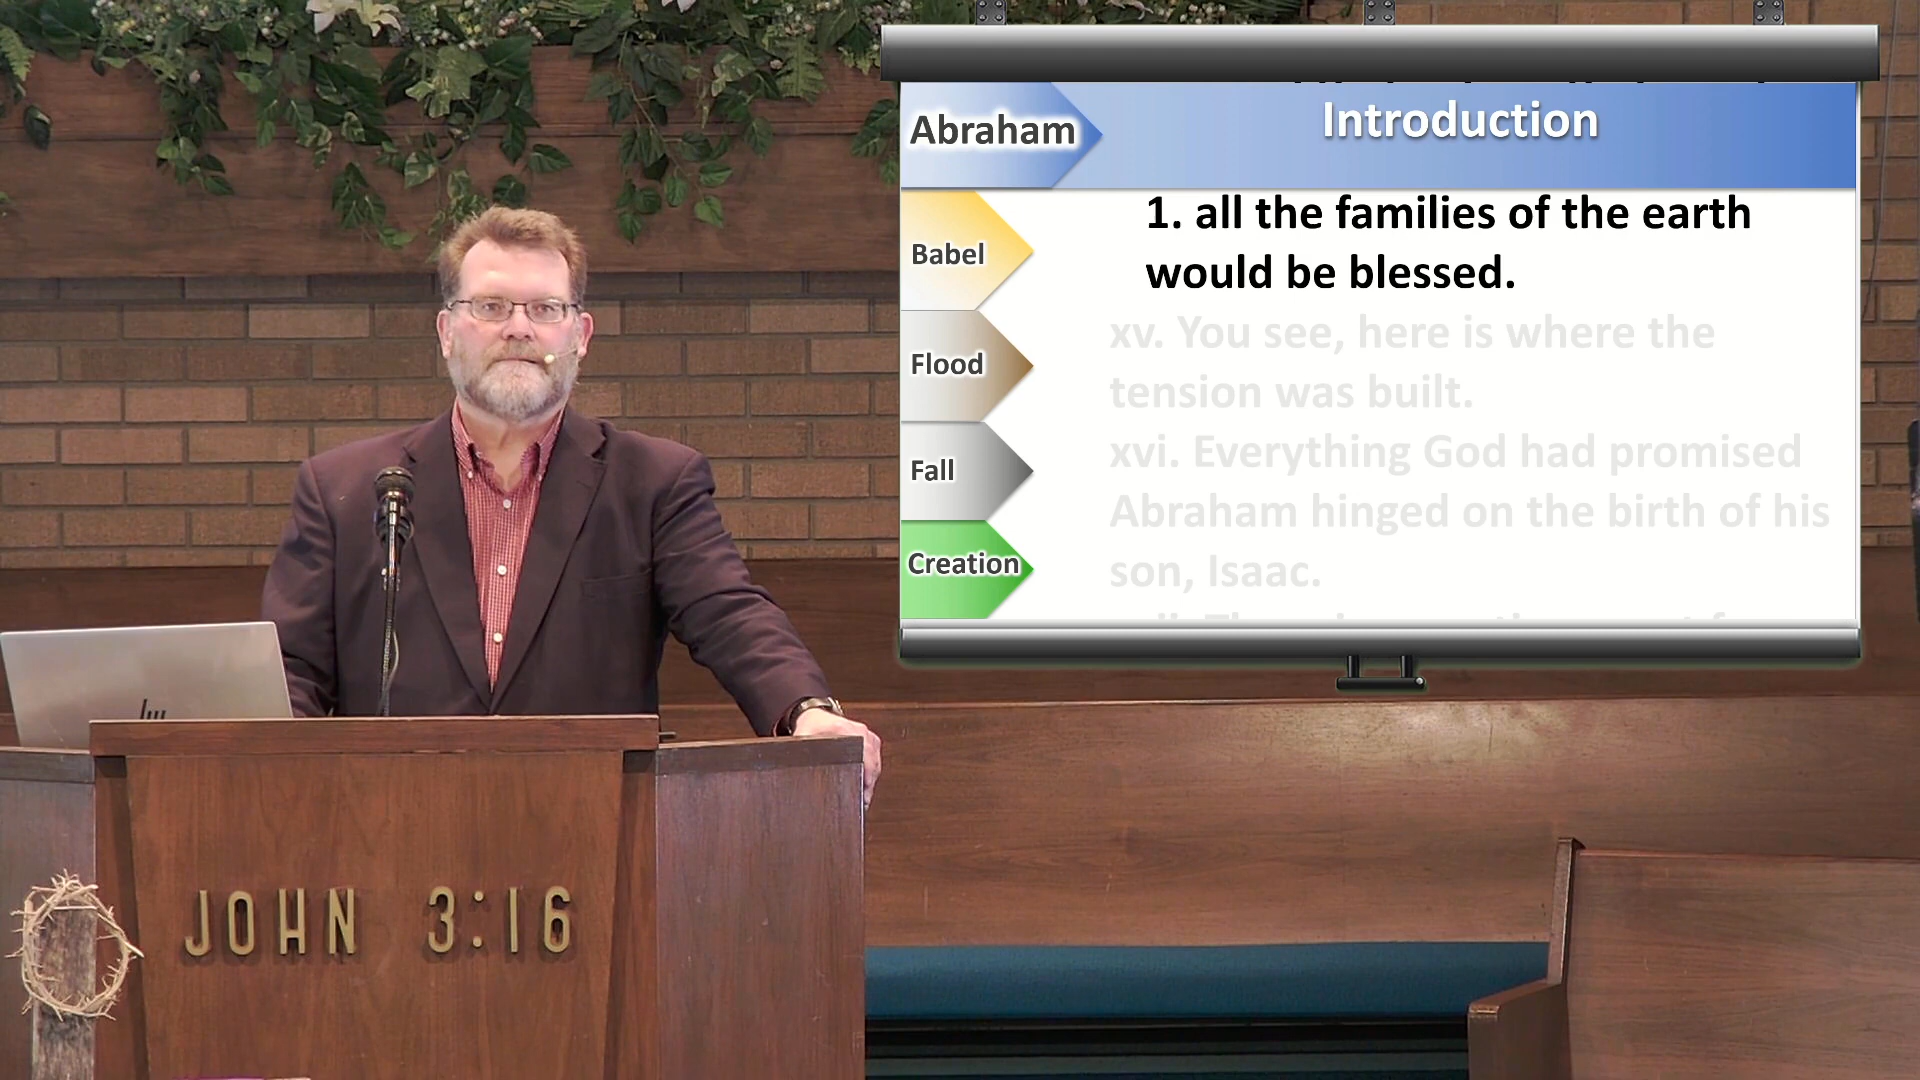 Abraham
Introduction
Babel
Flood
Fall
Creation
1. all the families of the earth
would be blessed.
xv. You see, here is where the
tension was built.
xvi. Everything God had promised
Abraham hinged on the birth of his
son, Isaac.
hp
JOHN 3:16